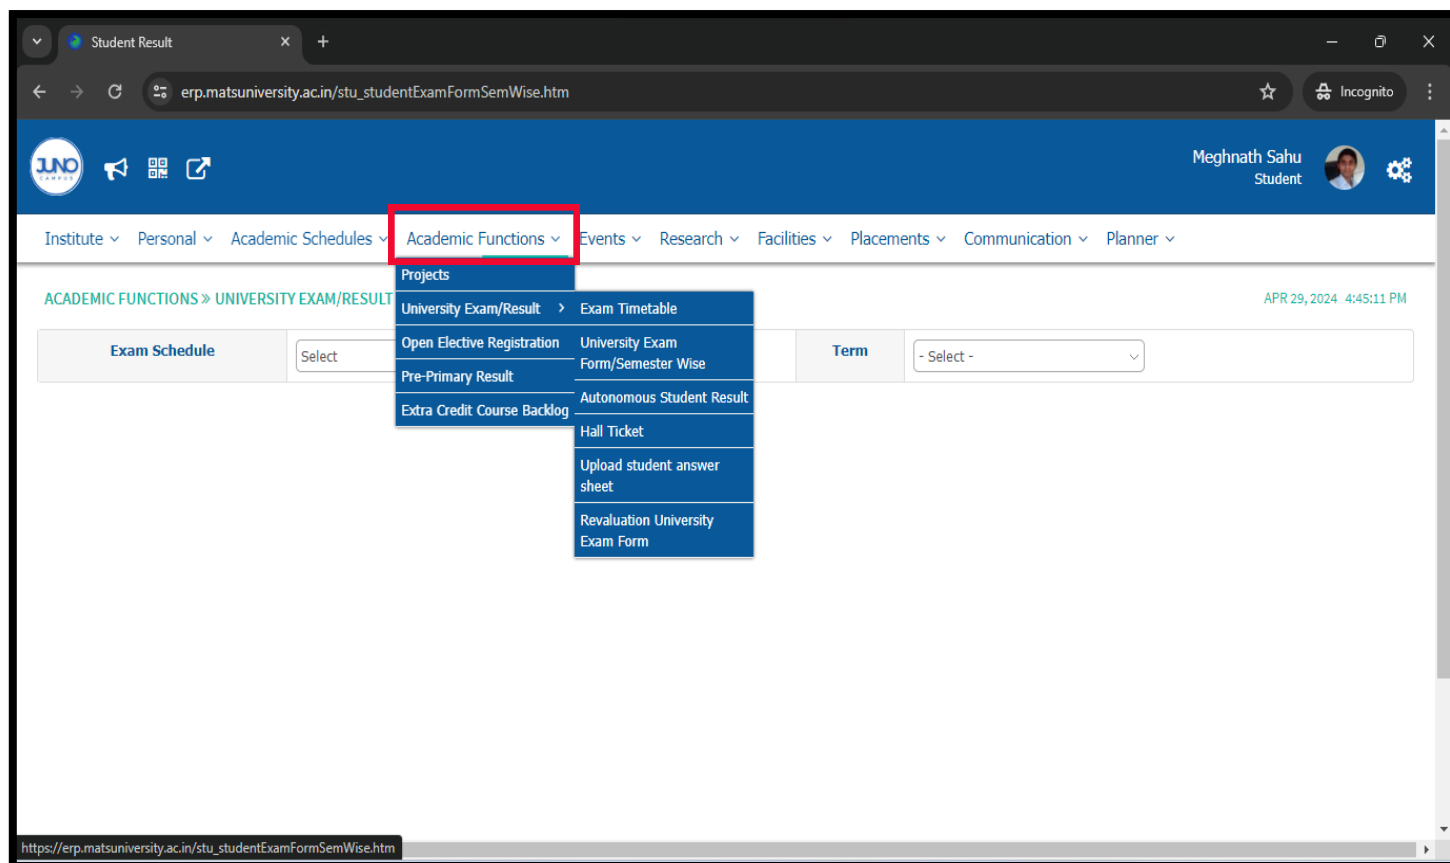 Student Result
erp.matsuniversity.ac.in/stu_studentExamFormSemWise.htm
Incognito
JUNO
CAMPUS
Meghnath Sahu
Student
Institute Personal Academic Schedules Academic Functions Events Research Facilities Placements Communication Planner
Projects
University Exam/Result
Open Elective Registration
Pre-Primary Result
Extra Credit Course Backlog
Exam Timetable
University Exam
Form/Semester Wise
Autonomous Student Result
Hall Ticket
Upload student answer
sheet
Revaluation University
Exam Form
ACADEMIC FUNCTIONS » UNIVERSITY EXAM/RESULT
APR 29, 2024 4:45:11 PM
Exam Schedule
Select
Term
- Select -
https://erp.matsuniversity.ac.in/stu_studentExamFormSemWise.htm